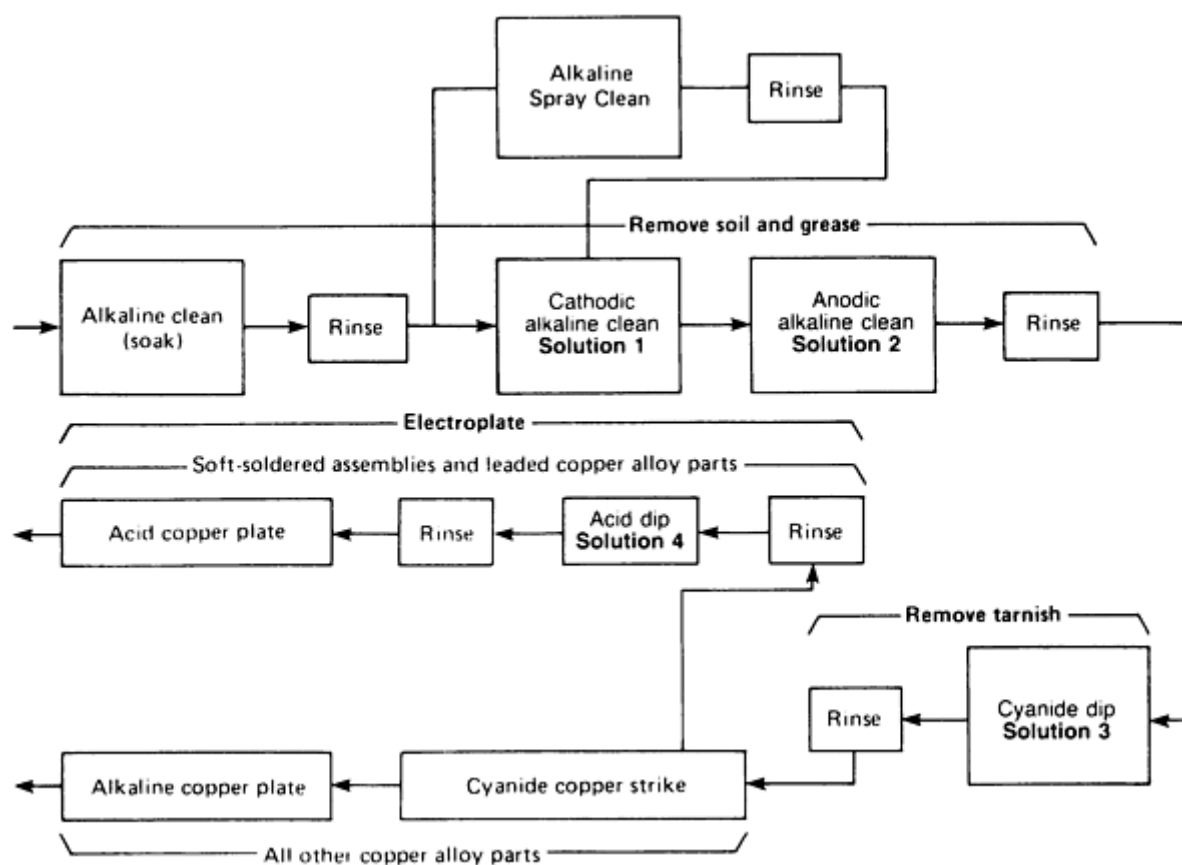 Alkaline
Spray Clean
Rinse
Remove soil and grease
Alkaline clean
(soak)
Rinse
Cathodic
alkaline clean
Solution 1
Anodic
alkaline clean
Solution 2
Rinse
Electroplate
Soft-soldered assemblies and leaded copper alloy parts
Acid copper plate
Rinse
Acid dip
Solution 4
Rinse
Remove tarnish
Rinse
Cyanide dip
Solution 3
Alkaline copper plate
Cyanide copper strike
All other copper alloy parts